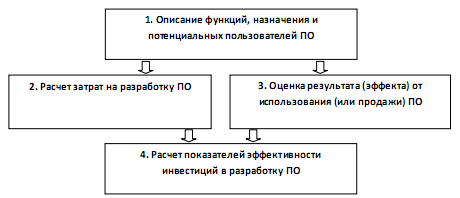 1. Описание функций, назначения и
потенциальных пользователей ПО
2. Расчет затрат на разработку ПО
3. Оценка результата (эффекта) от
использования (или продажи) ПО
4. Расчет показателей эффективности
инвестиций в разработку ПО